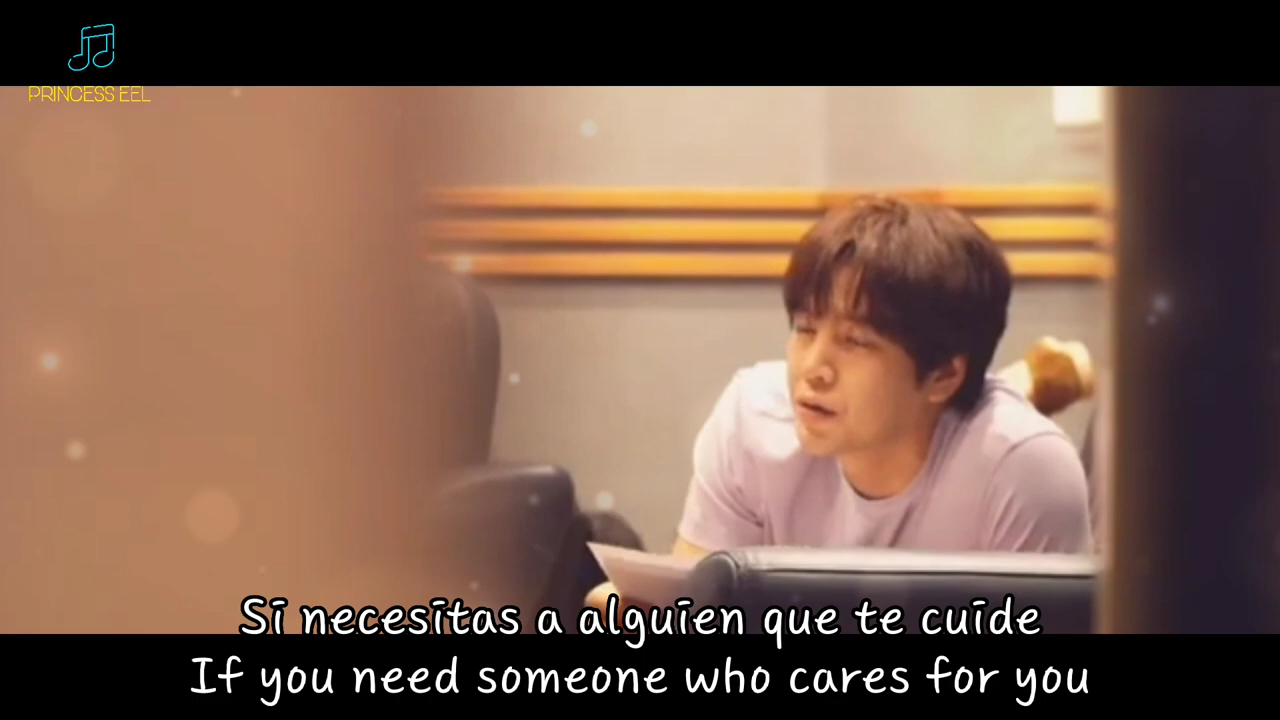 PRINCESS EEL
Si necesitas a alguien que te cuide
If you need someone who cares for you